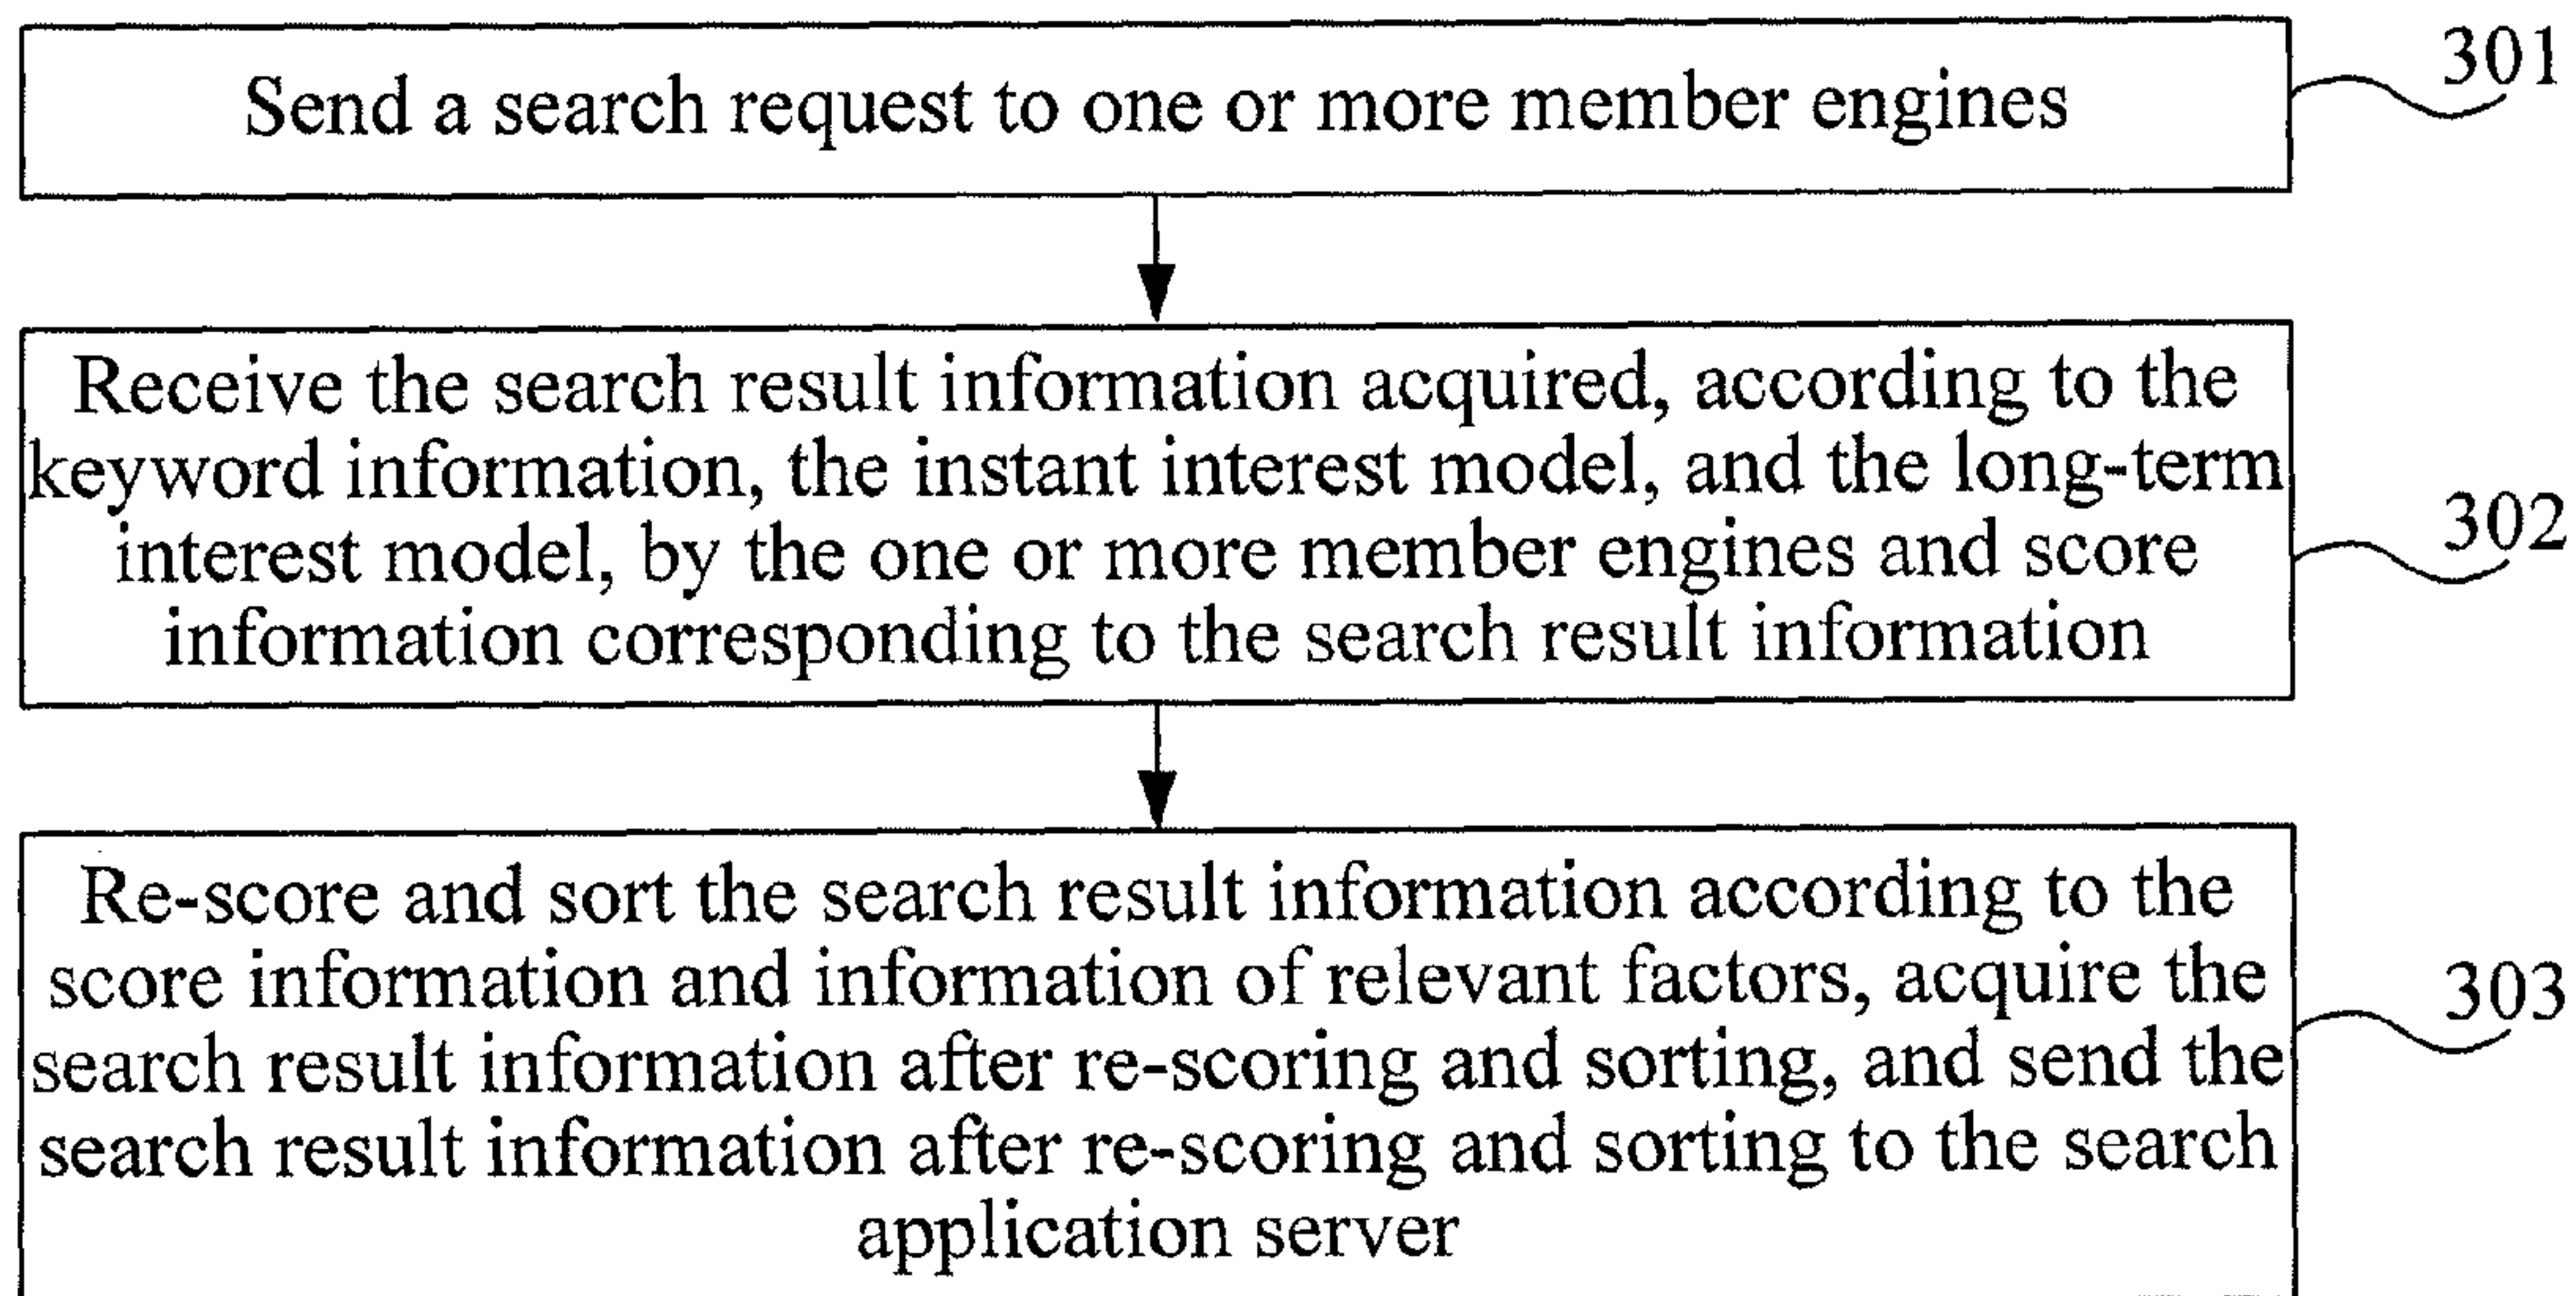 Send a search request to one or more member engines
301
Receive the search result information acquired, according to the
keyword information, the instant interest model, and the long-term
interest model, by the one or more member engines and score
information corresponding to the search result information
302
Re-score and sort the search result information according to the
score information and information of relevant factors, acquire the
search result information after re-scoring and sorting, and send the
search result information after re-scoring and sorting to the search
application server
303